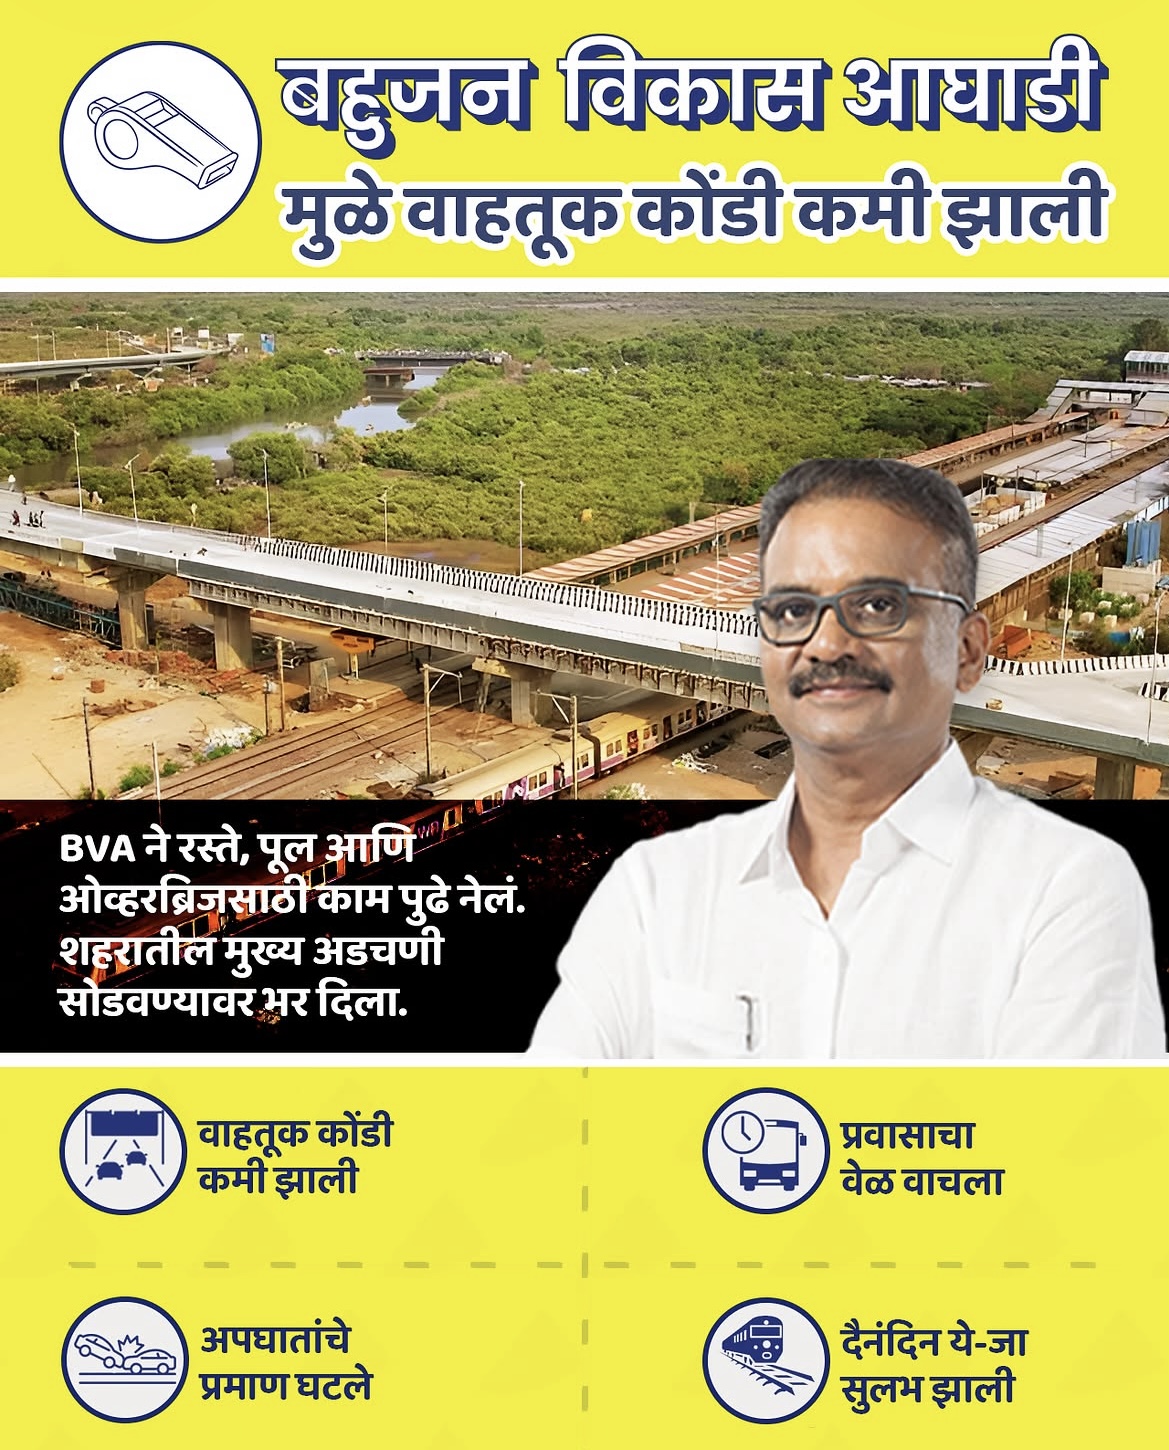 बहुजन विकास आघाडी
मुळे वाहतूक कोंडी कमी झाली
BVA ने रस्ते, पूल आणि
ओव्हरब्रिजसाठी काम पुढे नेलं.
शहरातील मुख्य अडचणी
सोडवण्यावर भर दिला.
वाहतूक कोंडी
कमी झाली
प्रवासाचा
वेळ वाचला
अपघातांचे
प्रमाण घटले
दैनंदिन ये-जा
सुलभ झाली